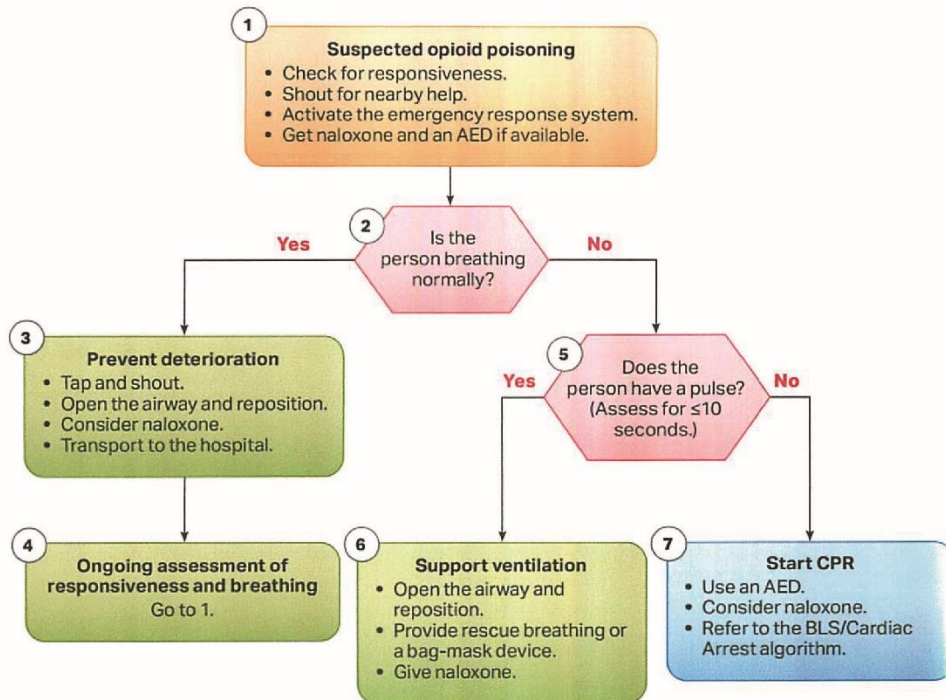 1
Suspected opioid poisoning
• Check for responsiveness.
• Shout for nearby help.
• Activate the emergency response system.
• Get naloxone and an AED if available.
2
Yes
Is the
person breathing
normally?
No
3
Prevent deterioration
• Tap and shout.
• Open the airway and reposition.
• Consider naloxone.
• Transport to the hospital.
5
Yes
Does the
person have a pulse?
(Assess for ≤10
seconds.)
No
4
Ongoing assessment of
responsiveness and breathing
Go to 1.
6
Support ventilation
• Open the airway and
reposition.
• Provide rescue breathing or
a bag-mask device.
• Give naloxone.
7
Start CPR
• Use an AED.
• Consider naloxone.
• Refer to the BLS/Cardiac
Arrest algorithm.